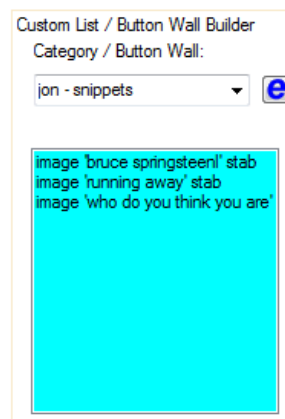 Custom List / Button Wall Builder
Category / Button Wall:
jon - snippets
e
image 'bruce springsteenl' stab
image 'running away' stab
image 'who do you think you are'